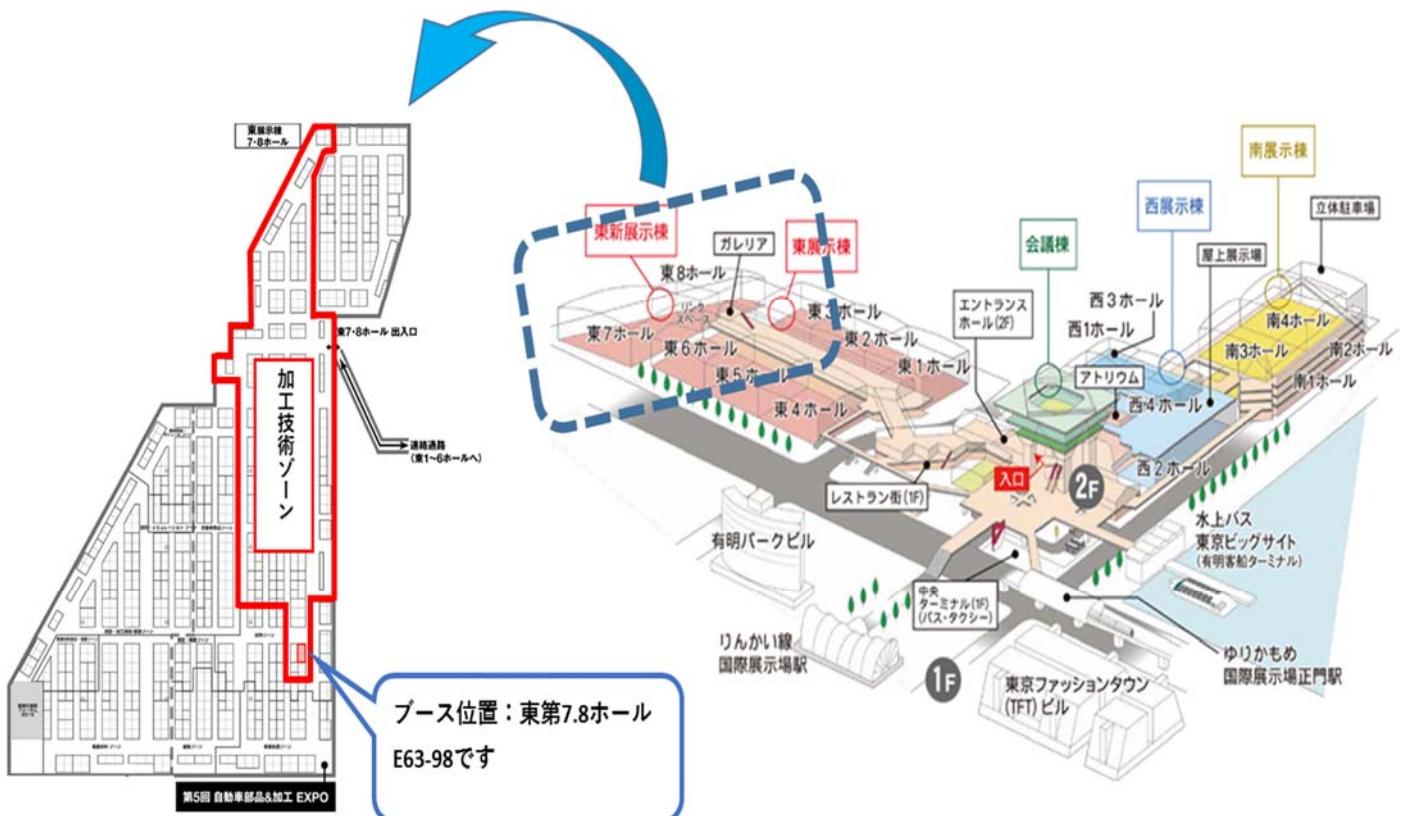 東展示棟
7・8ホール
東7・8ホール 出入口
加工技術ゾーン
連絡通路
(東1~6ホールへ)
第5回 自動車部品&加工 EXPO
ブース位置：東第7.8ホール
E63-98です
東新展示棟
ガレリア
東展示棟
東8ホール
リンク
スペース
東7ホール
東6ホール
東5ホール
東4ホール
東3ホール
東2ホール
東1ホール
エントランス
ホール(2F)
会議棟
西展示棟
南展示棟
立体駐車場
屋上展示場
西3ホール
西1ホール
アトリウム
西4ホール
西2ホール
南4ホール
南3ホール
南2ホール
南1ホール
レストラン街(1F)
入口
2F
有明パークビル
中央
ターミナル(1F)
(バス・タクシー)
水上バス
東京ビッグサイト
(有明客船ターミナル)
りんかい線
国際展示場駅
1F
東京ファッションタウン
(TFT)ビル
ゆりかもめ
国際展示場正門駅